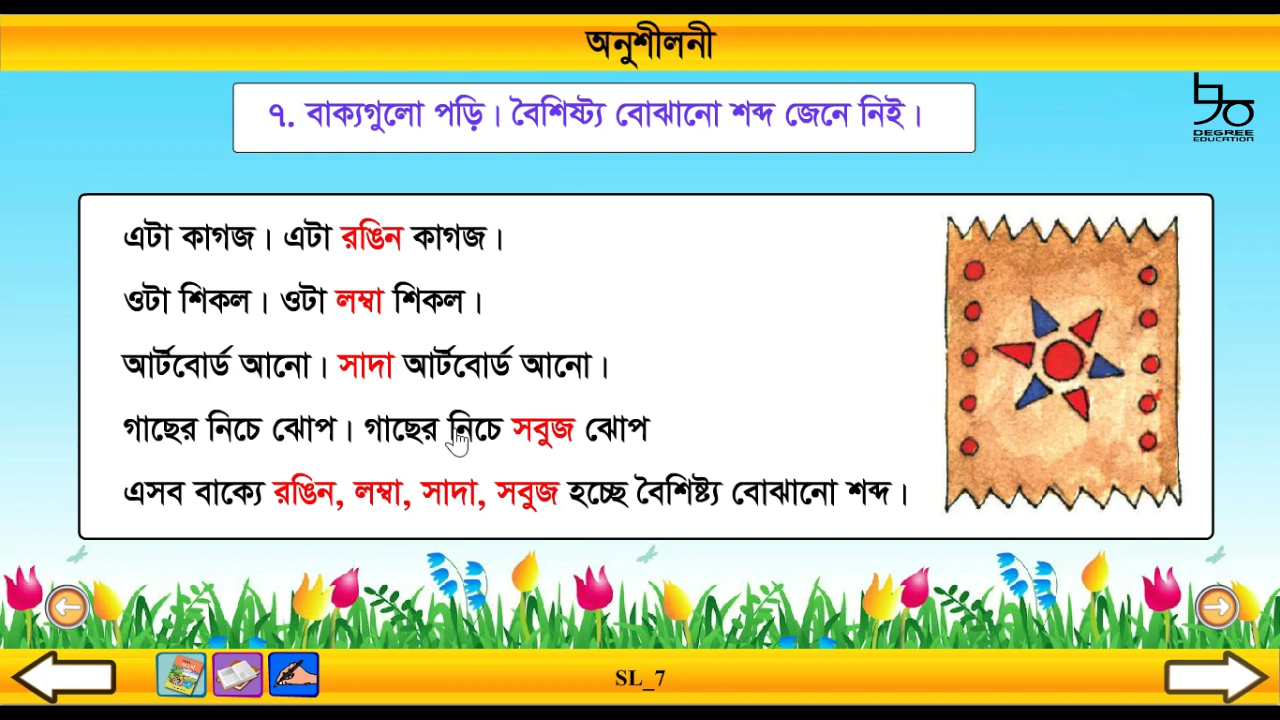 অনুশীলনী
৭. বাক্যগুলো পড়ি। বৈশিষ্ট্য বোঝানো শব্দ জেনে নিই।
DEGREE
EDUCATION
এটা কাগজ। এটা রঙিন কাগজ।
ওটা শিকল। ওটা লম্বা শিকল।
আর্টবোর্ড আনো। সাদা আর্টবোর্ড আনো।
গাছের নিচে ঝোপ। গাছের নিচে সবুজ ঝোপ
এসব বাক্যে রঙিন, লম্বা, সাদা, সবুজ হচ্ছে বৈশিষ্ট্য বোঝানো শব্দ।
SL_7